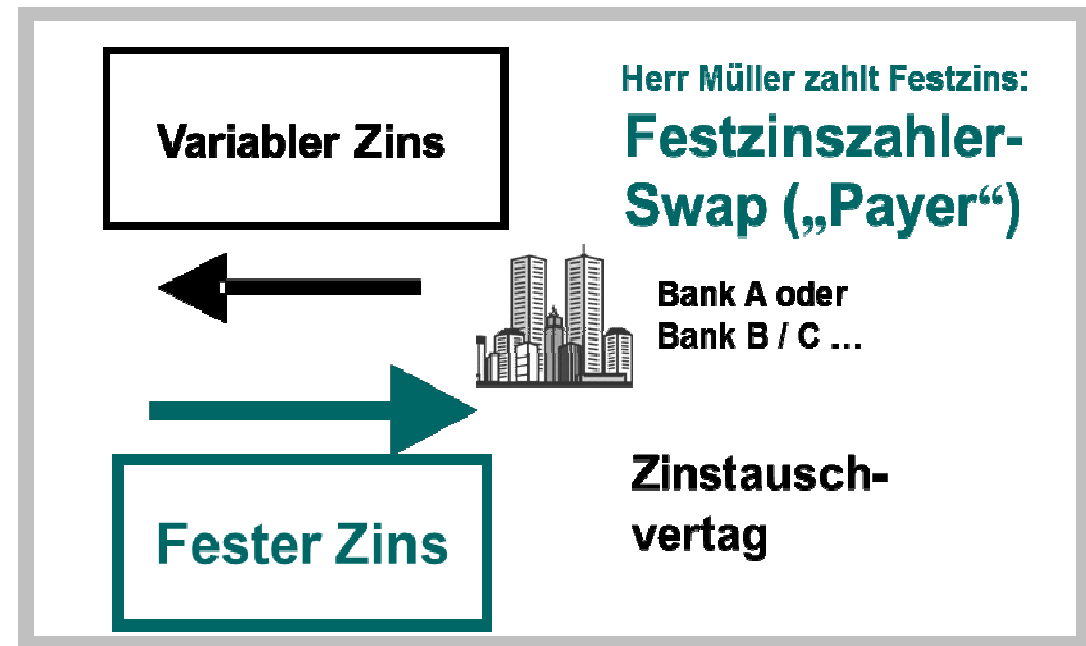 Variabler Zins
Herr Müller zahlt Festzins:
Festzinszahler-
Swap („Payer“)
Bank A oder
Bank B / C ...
Zinstausch-
vertag
Fester Zins